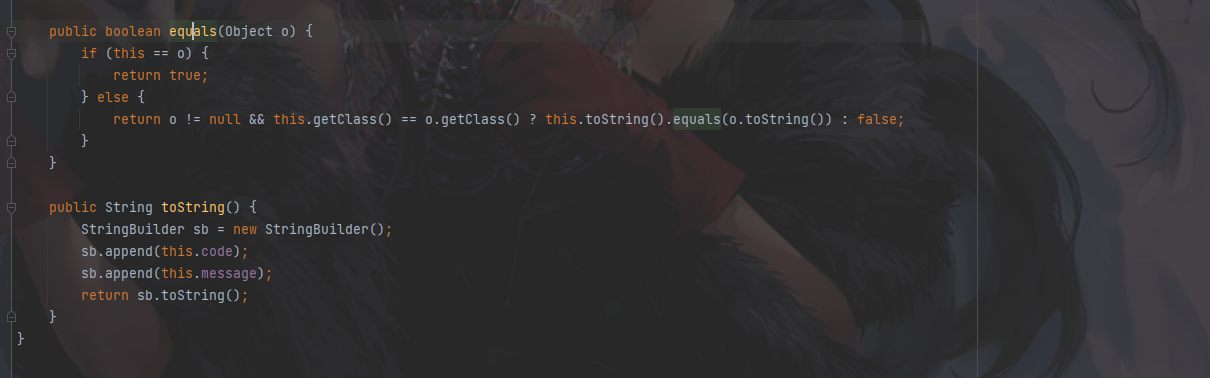 public boolean equals(Object o) {
if (this == o) {
return true;
} else {
return o != null && this.getClass() == o.getClass() ? this.toString().equals(o.toString()) : false;
}
}
public String toString() {
StringBuilder sb = new StringBuilder();
sb.append(this.code);
sb.append(this.message);
return sb.toString();
}
}